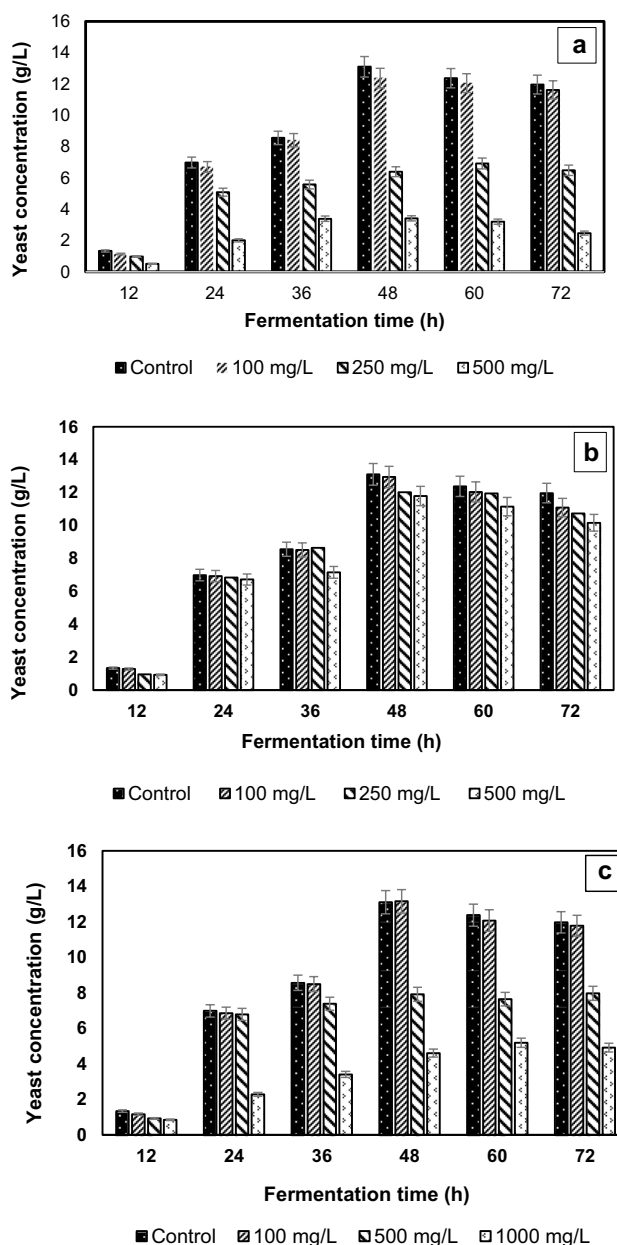 a
16
14
12
10
8
6
4
2
0
Yeast concentration (g/L)
12 24 36 48 60 72
Fermentation time (h)
Control 100 mg/L 250 mg/L 500 mg/L
b
16
14
12
10
8
6
4
2
0
Yeast concentration (g/L)
12 24 36 48 60 72
Fermentation time (h)
Control 100 mg/L 250 mg/L 500 mg/L
c
16
14
12
10
8
6
4
2
0
Yeast concentration (g/L)
12 24 36 48 60 72
Fermentation time (h)
Control 100 mg/L 500 mg/L 1000 mg/L